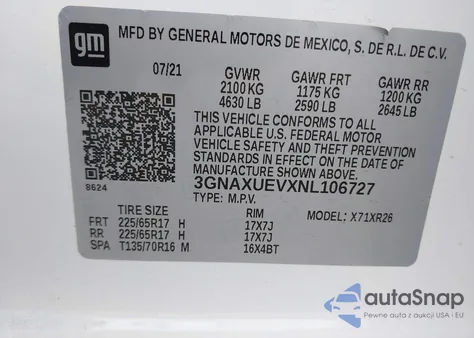 gm MFD BY GENERAL MOTORS DE MEXICO, S. DE R.L. DE C.V.
07/21 GVWR GAWR FRT GAWR RR
2100 KG 1175 KG 1200 KG
4630 LB 2590 LB 2645 LB
THIS VEHICLE CONFORMS TO ALL
APPLICABLE U.S. FEDERAL MOTOR
VEHICLE SAFETY AND THEFT PREVENTION
STANDARDS IN EFFECT ON THE DATE OF
MANUFACTURE SHOWN ABOVE.
8624 3GNAXUEVXNL106727
TYPE: M.P.V. MODEL: X71XR26
TIRE SIZE RIM
FRT 225/65R17 H 17X7J
RR 225/65R17 H 17X7J
SPA T135/70R16 M 16X4BT
autoSnap
Pewne auta z aukcji USA i EU